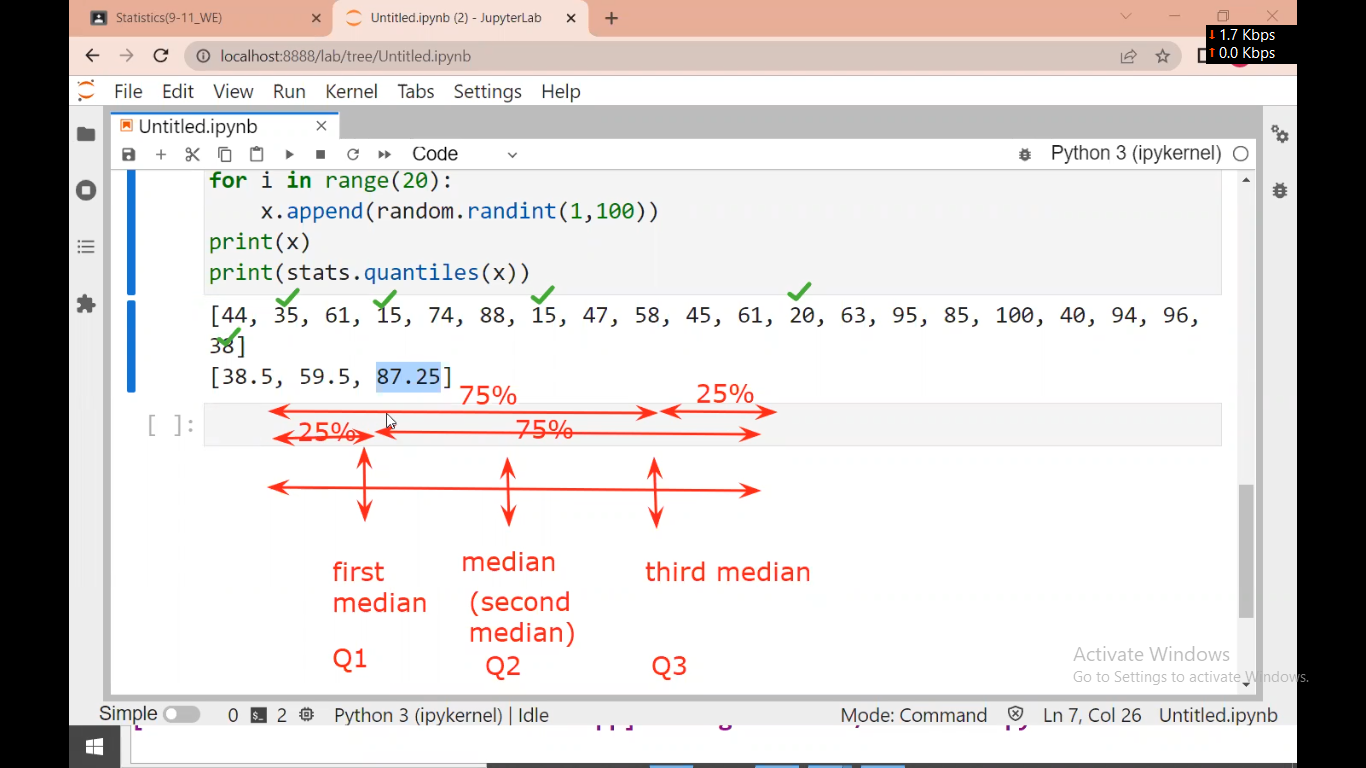 Statistics(9-11_WE)
Untitled.ipynb (2) - JupyterLab
1.7 Kbps
0.0 Kbps
localhost:8888/lab/tree/Untitled.ipynb
File Edit View Run Kernel Tabs Settings Help
Untitled.ipynb
Code
Python 3 (ipykernel)
for i in range(20):
x.append(random.randint(1,100))
print(x)
print(stats.quantiles(x))
[44, 35, 61, 15, 74, 88, 15, 47, 58, 45, 61, 20, 63, 95, 85, 100, 40, 94, 96,
38]
[38.5, 59.5, 87.25]
75% 25%
[ ]:
25% 75%
first
median
median
(second
median)
third median
Q1
Q2
Q3
Activate Windows
Go to Settings to activate Windows.
Simple 0 2 Python 3 (ipykernel) | Idle Mode: Command Ln 7, Col 26 Untitled.ipynb